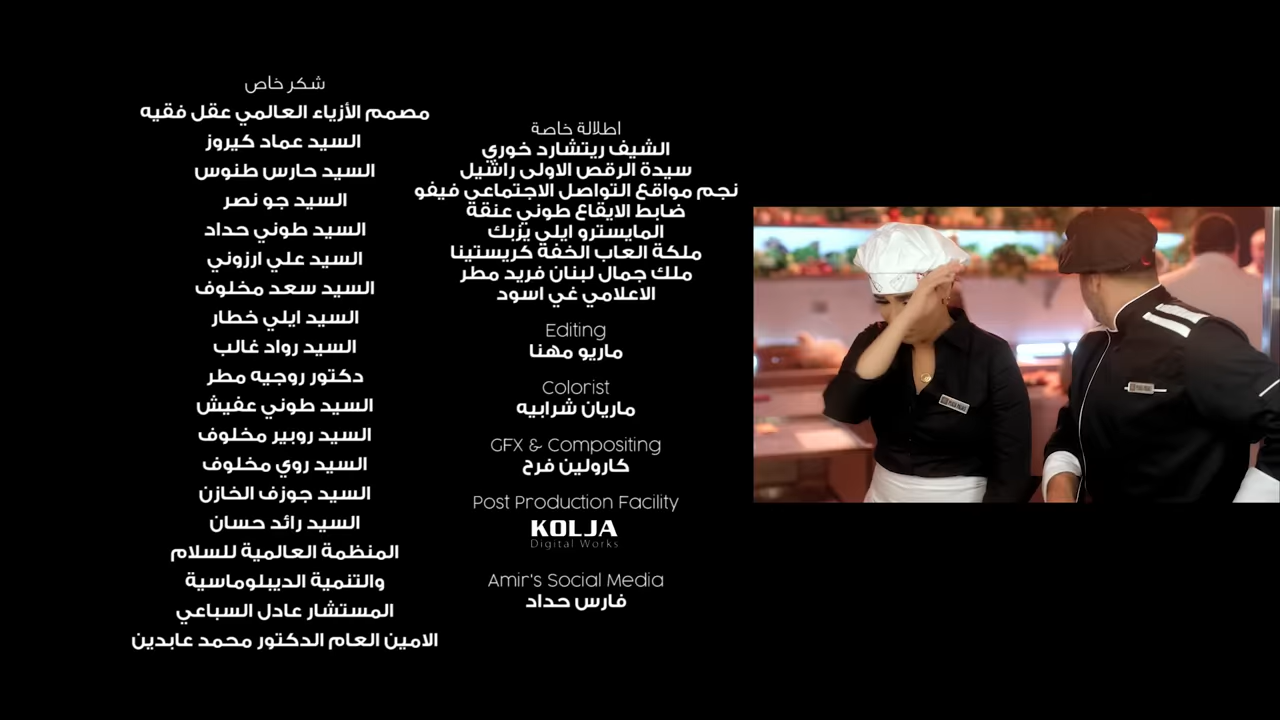 شكر خاص
مصمم الأزياء العالمي عقل فقيه
السيد عماد كيروز
السيد حارس طنوس
السيد جو نصر
السيد طوني حداد
السيد علي ارزوني
السيد سعد مخلوف
السيد ايلي خطار
السيد رواد غالب
دكتور روجيه مطر
السيد طوني عفيش
السيد روبير مخلوف
السيد روي مخلوف
السيد جوزف الخازن
السيد رائد حسان
المنظمة العالمية للسلام
والتنمية الديبلوماسية
المستشار عادل السباعي
الامين العام الدكتور محمد عابدين
اطلالة خاصة
الشيف ريتشارد خوري
سيدة الرقص الاولى راشيل
نجم مواقع التواصل الاجتماعي فيفو
ضابط الايقاع طوني عنقة
المايسترو ايلي يزبك
ملكة العاب الخفة كريستينا
ملك جمال لبنان فريد مطر
الاعلامي غي اسود
Editing
ماريو مهنا
Colorist
ماريان شرابيه
GFX & Compositing
كارولين فرح
Post Production Facility
KOLJA
Digital Works
Amir's Social Media
فارس حداد